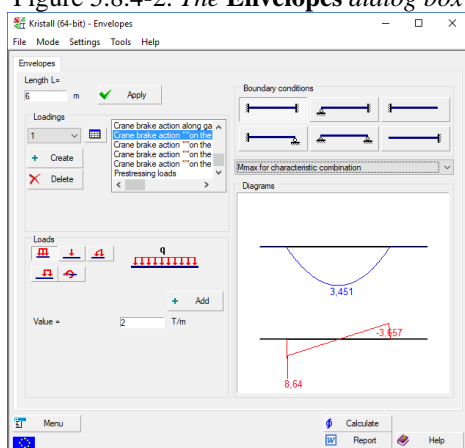 Figure 5.8.4-2. The Envelopes dialog box
Kristall (64-bit) - Envelopes
File Mode Settings Tools Help
Envelopes
Length L=
6 m Apply
Loadings
1
Create
Delete
Crane brake action along ga
Crane brake action ""on the
Crane brake action ""on the
Crane brake action ""on the
Crane brake action ""on the
Prestressing loads
Boundary conditions
Mmax for characteristic combination
Loads
q
Add
Value = 2 T/m
Diagrams
3,451
-3,657
8,64
Menu
Calculate
Report
Help